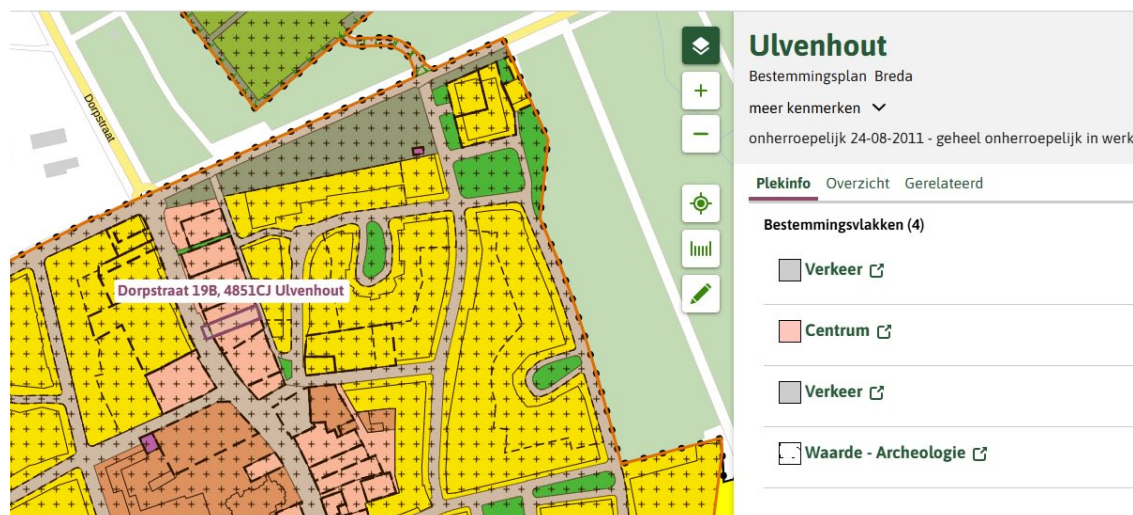 Dorpstraat
Dorpstraat 19B, 4851CJ Ulvenhout
Ulvenhout
Bestemmingsplan Breda
meer kenmerken
onherroepelijk 24-08-2011 - geheel onherroepelijk in werk
Plekinfo Overzicht Gerelateerd
Bestemmingsvlakken (4)
Verkeer
Centrum
Verkeer
Waarde - Archeologie